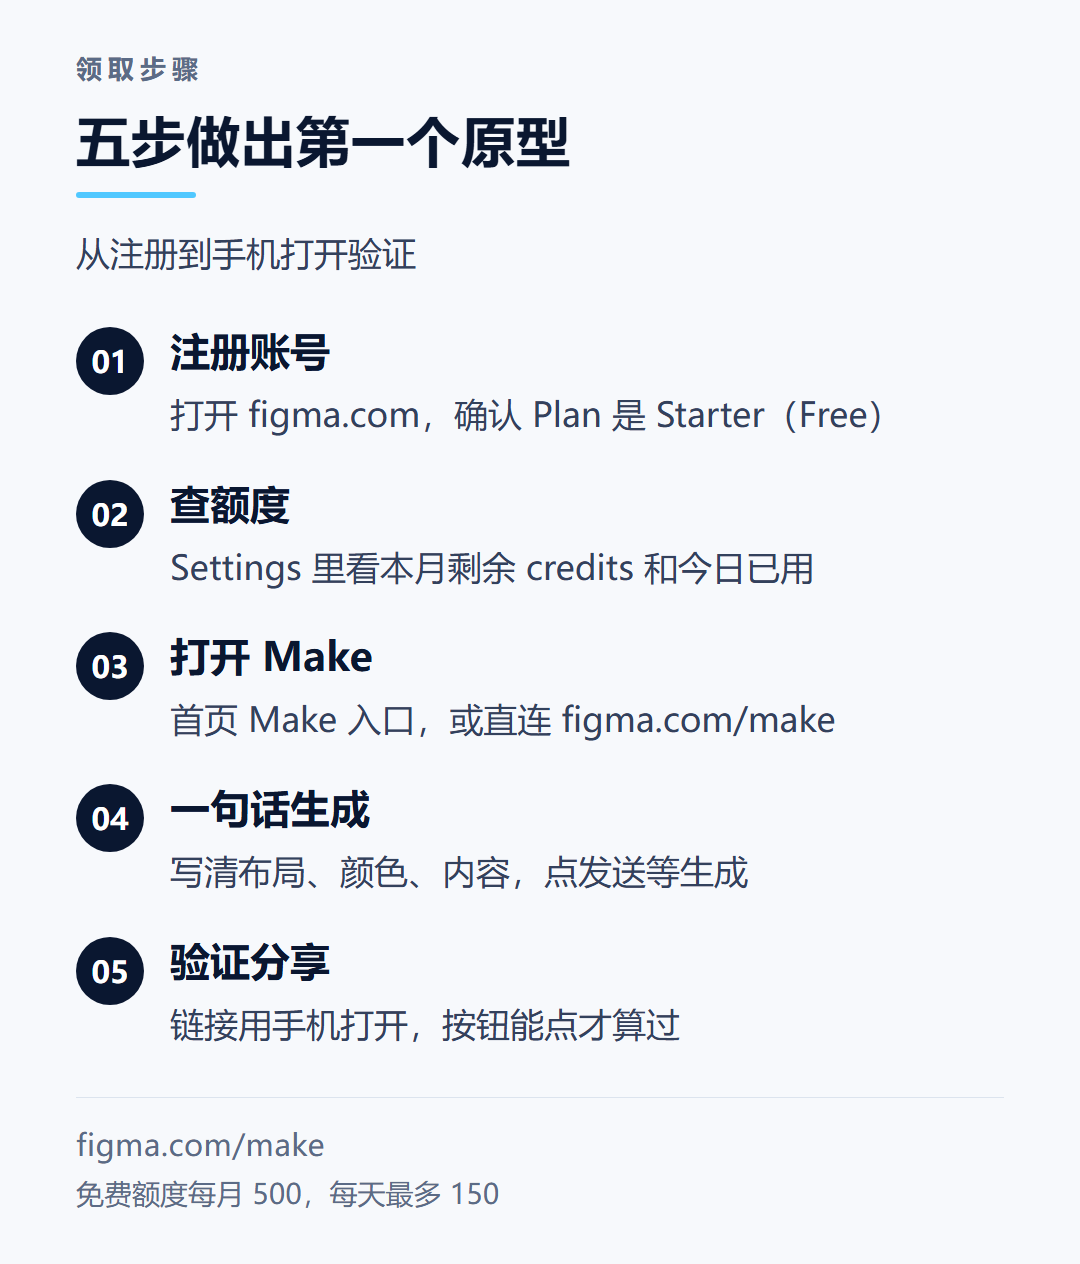 领取步骤
五步做出第一个原型
从注册到手机打开验证
01
注册账号
打开 figma.com，确认 Plan 是 Starter（Free）
02
查额度
Settings 里看本月剩余 credits 和今日已用
03
打开 Make
首页 Make 入口，或直连 figma.com/make
04
一句话生成
写清布局、颜色、内容，点发送等生成
05
验证分享
链接用手机打开，按钮能点才算过
figma.com/make
免费额度每月 500，每天最多 150